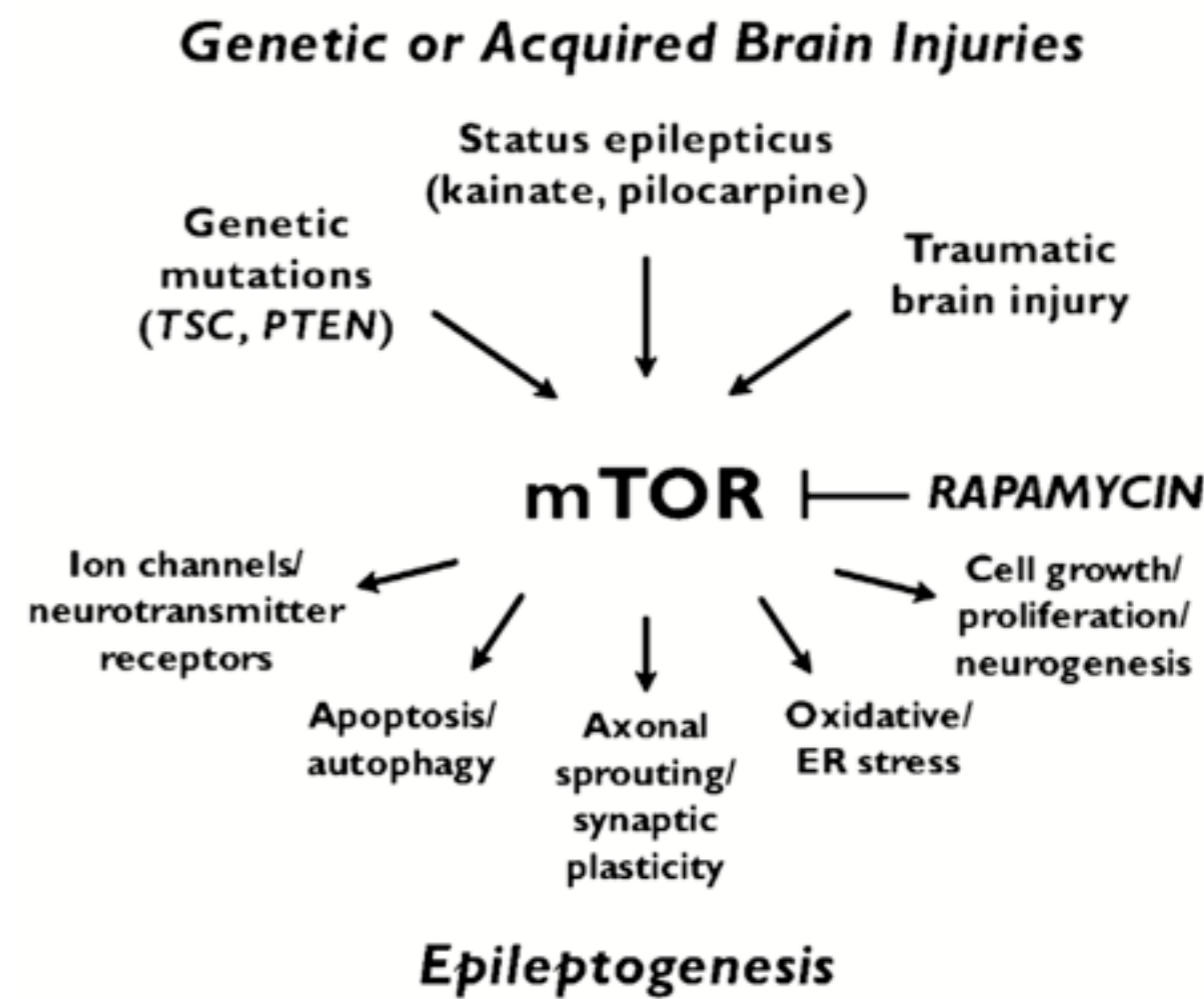 Genetic or Acquired Brain Injuries
Status epilepticus
(kainate, pilocarpine)
Genetic
mutations
(TSC, PTEN)
Traumatic
brain injury
mTOR
RAPAMYCIN
Ion channels/
neurotransmitter
receptors
Apoptosis/
autophagy
Axonal
sprouting/
synaptic
plasticity
Oxidative/
ER stress
Cell growth/
proliferation/
neurogenesis
Epileptogenesis